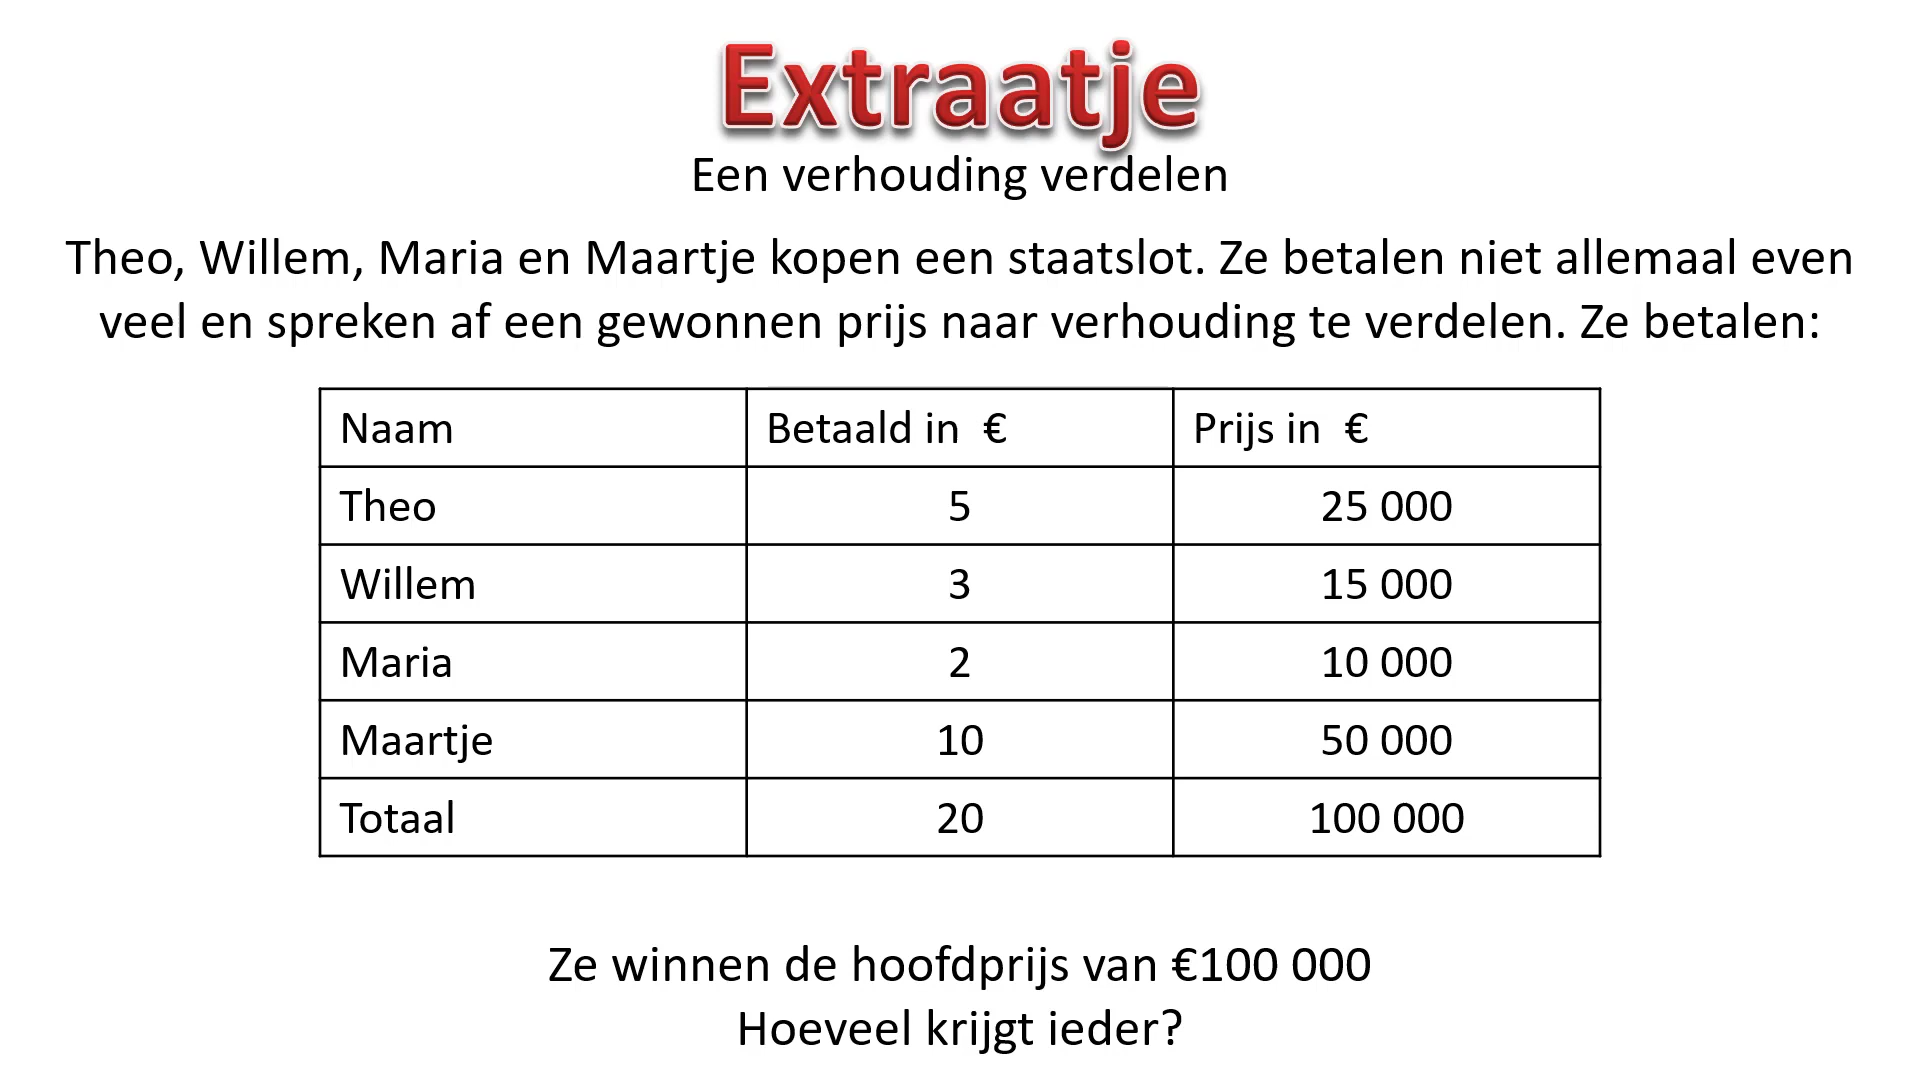 Extraatje
Een verhouding verdelen
Theo, Willem, Maria en Maartje kopen een staatslot. Ze betalen niet allemaal even
veel en spreken af een gewonnen prijs naar verhouding te verdelen. Ze betalen:
Naam Betaald in € Prijs in €
Theo 5 25 000
Willem 3 15 000
Maria 2 10 000
Maartje 10 50 000
Totaal 20 100 000
Ze winnen de hoofdprijs van €100 000
Hoeveel krijgt ieder?